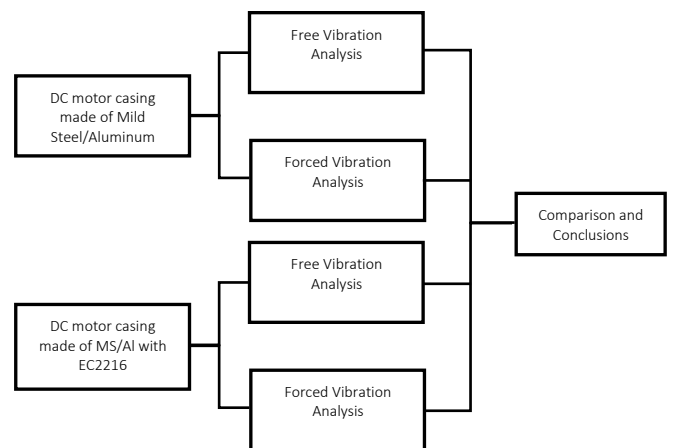 Free Vibration
Analysis
DC motor casing
made of Mild
Steel/Aluminum
Forced Vibration
Analysis
Comparison and
Conclusions
Free Vibration
Analysis
DC motor casing
made of MS/Al with
EC2216
Forced Vibration
Analysis